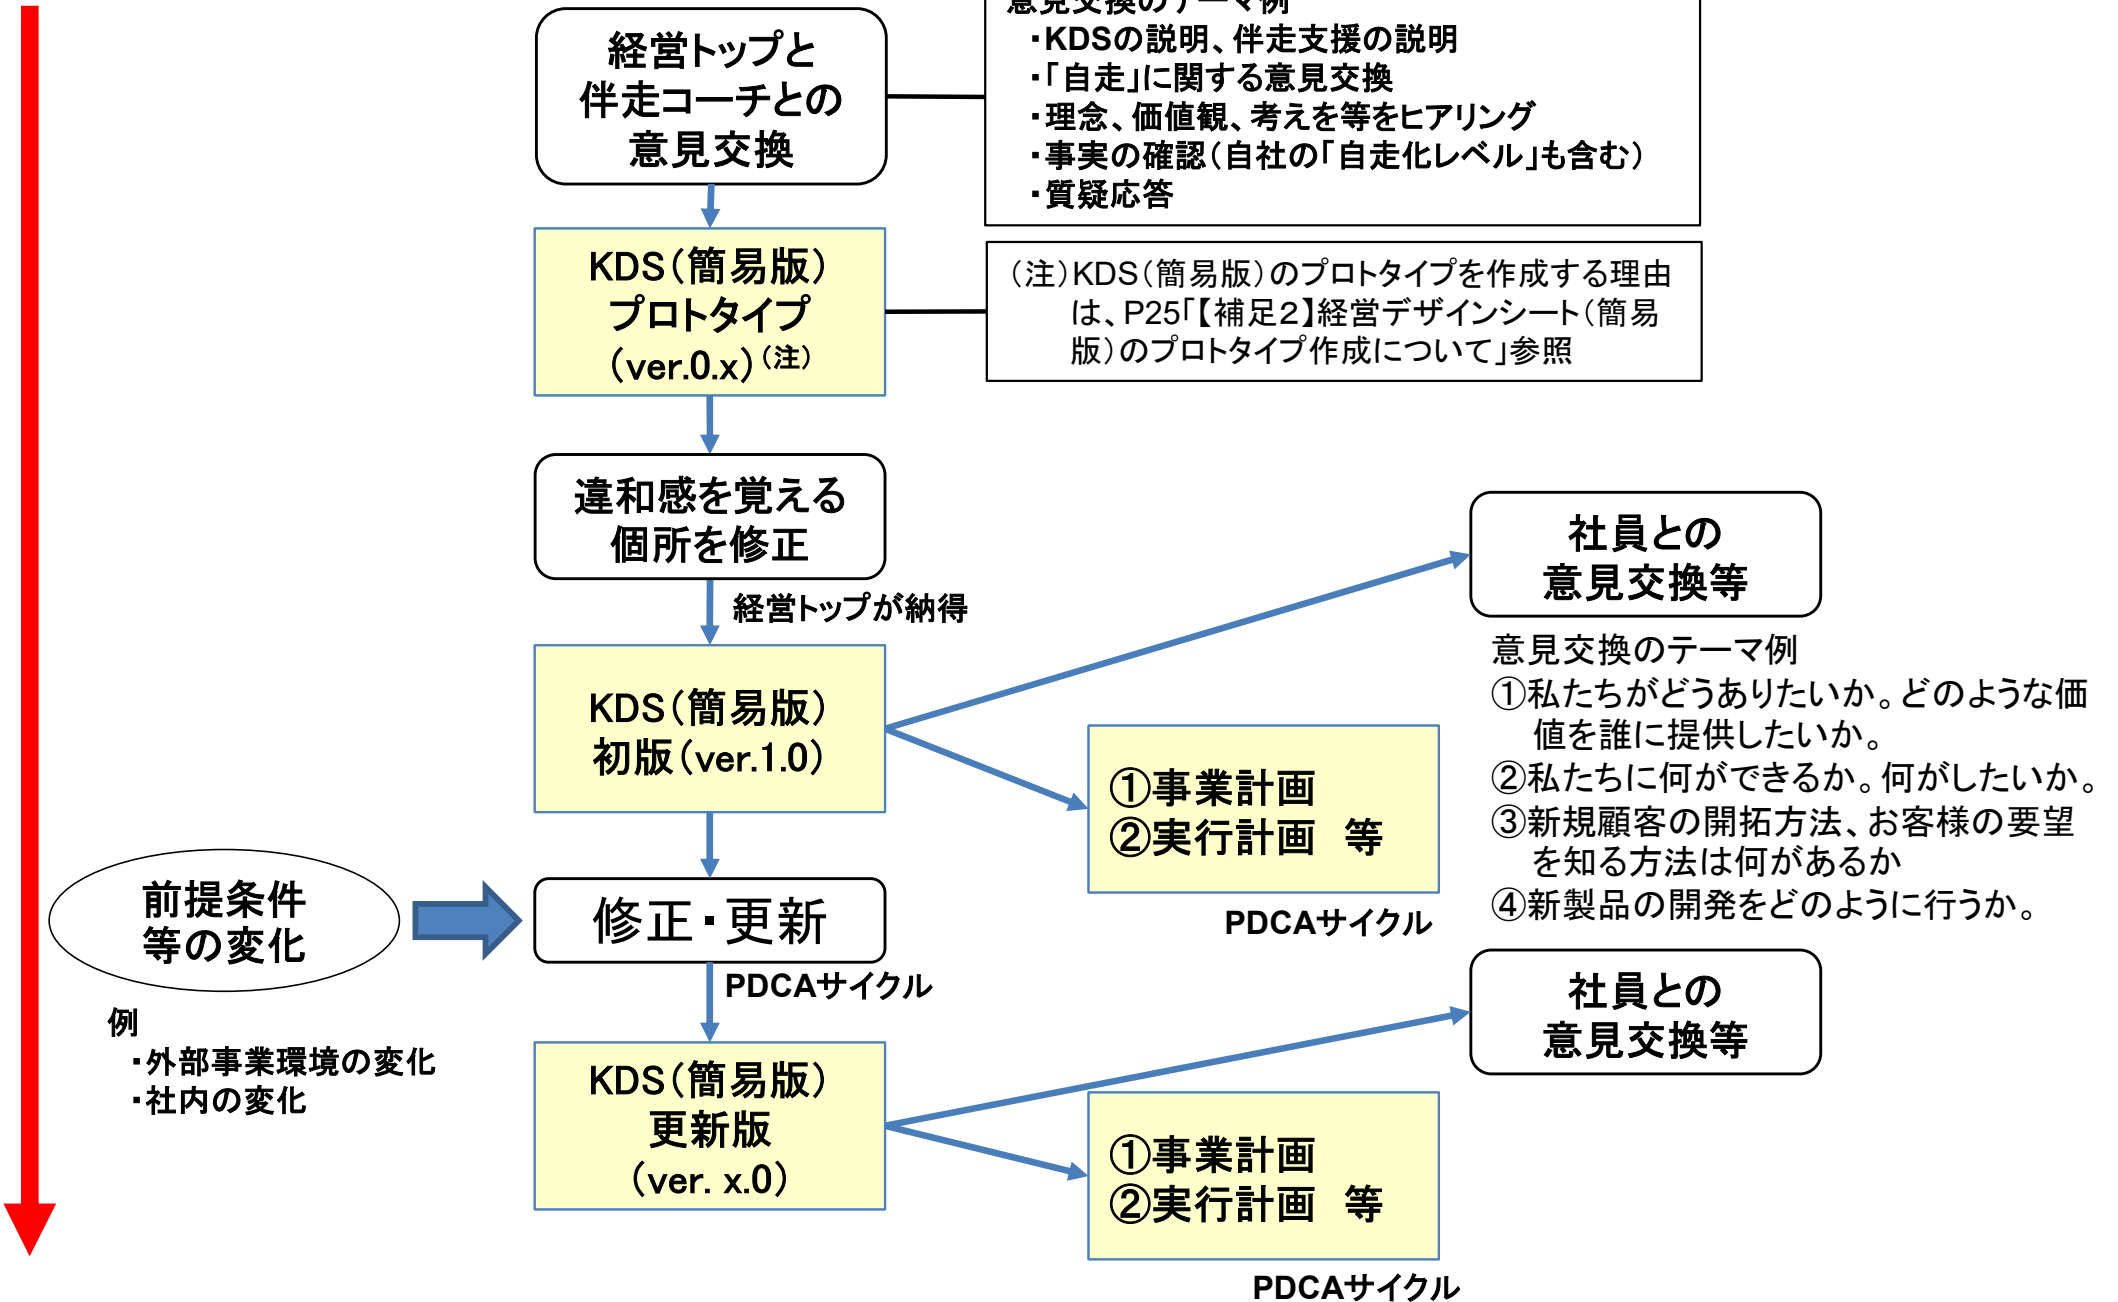 経営トップと
伴走コーチとの
意見交換
意見交換のテーマ例
・KDSの説明、伴走支援の説明
・「自走」に関する意見交換
・理念、価値観、考えを等をヒアリング
・事実の確認（自社の「自走化レベル」も含む）
・質疑応答
KDS（簡易版）
プロトタイプ
（ver.0.x）（注）
（注）KDS（簡易版）のプロトタイプを作成する理由
は、P25「【補足２】経営デザインシート（簡易
版）のプロトタイプ作成について」参照
違和感を覚える
個所を修正
経営トップが納得
KDS（簡易版）
初版（ver.1.0）
社員との
意見交換等
意見交換のテーマ例
①私たちがどうありたいか。どのような価
値を誰に提供したいか。
②私たちに何ができるか。何がしたいか。
③新規顧客の開拓方法、お客様の要望
を知る方法は何があるか
④新製品の開発をどのように行うか。
①事業計画
②実行計画　等
PDCAサイクル
前提条件
等の変化
例
・外部事業環境の変化
・社内の変化
修正・更新
PDCAサイクル
KDS（簡易版）
更新版
（ver. x.0）
社員との
意見交換等
①事業計画
②実行計画　等
PDCAサイクル